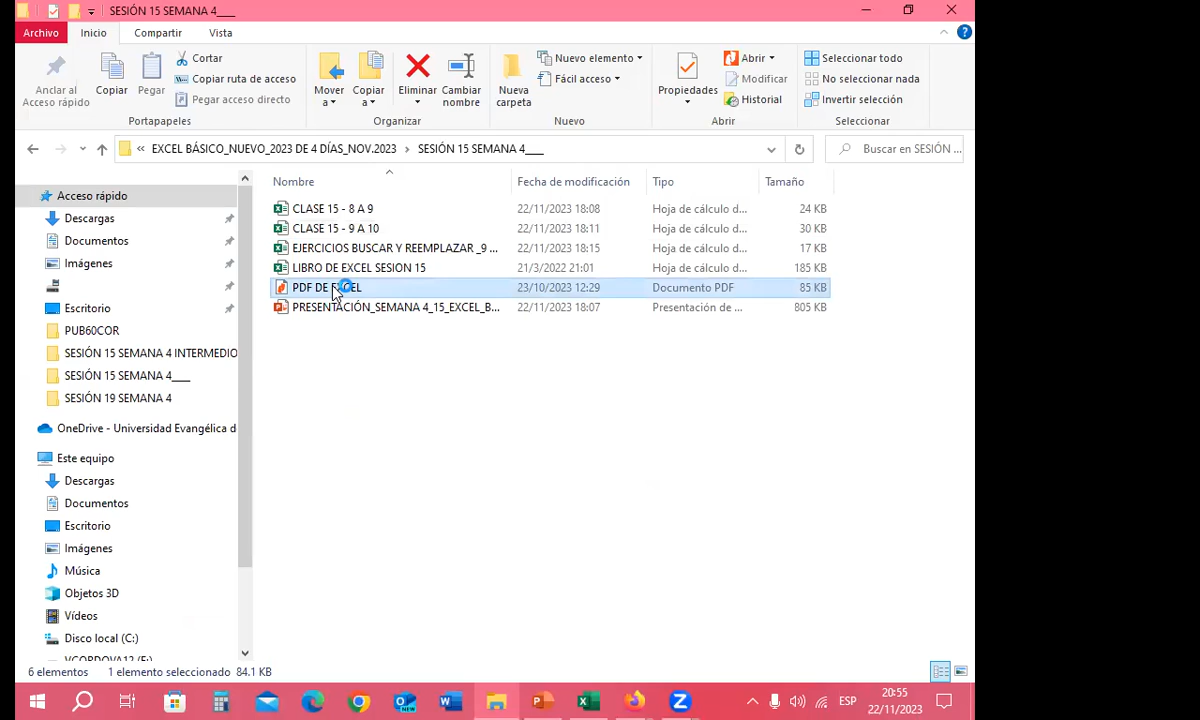 SESIÓN 15 SEMANA 4____
Archivo Inicio Compartir Vista
Anclar al Acceso rápido
Copiar
Pegar
Cortar
Copiar ruta de acceso
Pegar acceso directo
Portapapeles
Mover a
Copiar a
Eliminar
Cambiar nombre
Organizar
Nueva carpeta
Nuevo elemento
Fácil acceso
Nuevo
Propiedades
Abrir
Modificar
Historial
Abrir
Seleccionar todo
No seleccionar nada
Invertir selección
Seleccionar
« EXCEL BÁSICO_NUEVO_2023 DE 4 DÍAS_NOV.2023 › SESIÓN 15 SEMANA 4____
Buscar en SESIÓN ...
Nombre Fecha de modificación Tipo Tamaño
CLASE 15 - 8 A 9 22/11/2023 18:08 Hoja de cálculo d... 24 KB
CLASE 15 - 9 A 10 22/11/2023 18:11 Hoja de cálculo d... 30 KB
EJERCICIOS BUSCAR Y REEMPLAZAR _9 ... 22/11/2023 18:15 Hoja de cálculo d... 17 KB
LIBRO DE EXCEL SESION 15 21/3/2022 21:01 Hoja de cálculo d... 185 KB
PDF DE EXCEL 23/10/2023 12:29 Documento PDF 85 KB
PRESENTACIÓN_SEMANA 4_15_EXCEL_B... 22/11/2023 18:07 Presentación de ... 805 KB
Acceso rápido
Descargas
Documentos
Imágenes
Escritorio
PUB60COR
SESIÓN 15 SEMANA 4 INTERMEDIO
SESIÓN 15 SEMANA 4____
SESIÓN 19 SEMANA 4
OneDrive - Universidad Evangélica d
Este equipo
Descargas
Documentos
Escritorio
Imágenes
Música
Objetos 3D
Vídeos
Disco local (C:)
VCORDOVA12 (F:)
6 elementos 1 elemento seleccionado 84.1 KB
ESP
20:55
22/11/2023